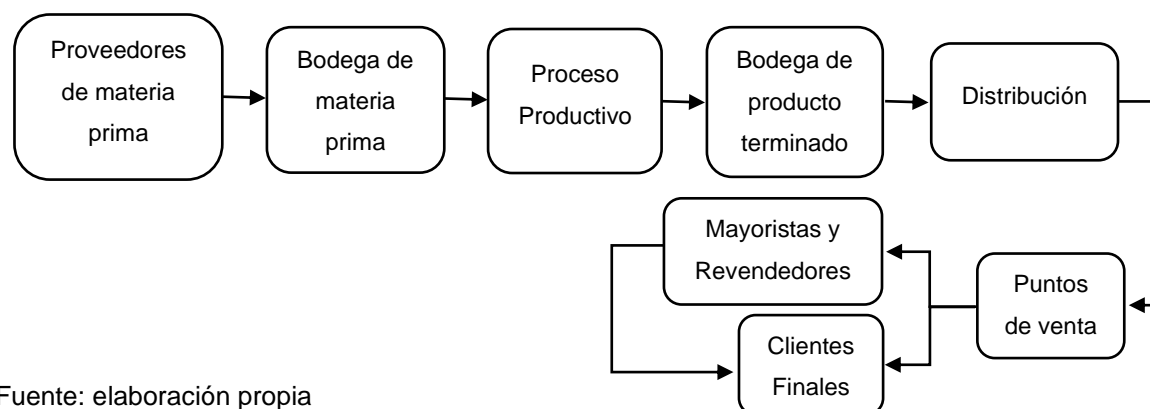 Proveedores
de materia
prima
Bodega de
materia
prima
Proceso
Productivo
Bodega de
producto
terminado
Distribución
Mayoristas y
Revendedores
Puntos
de venta
Clientes
Finales
Fuente: elaboración propia